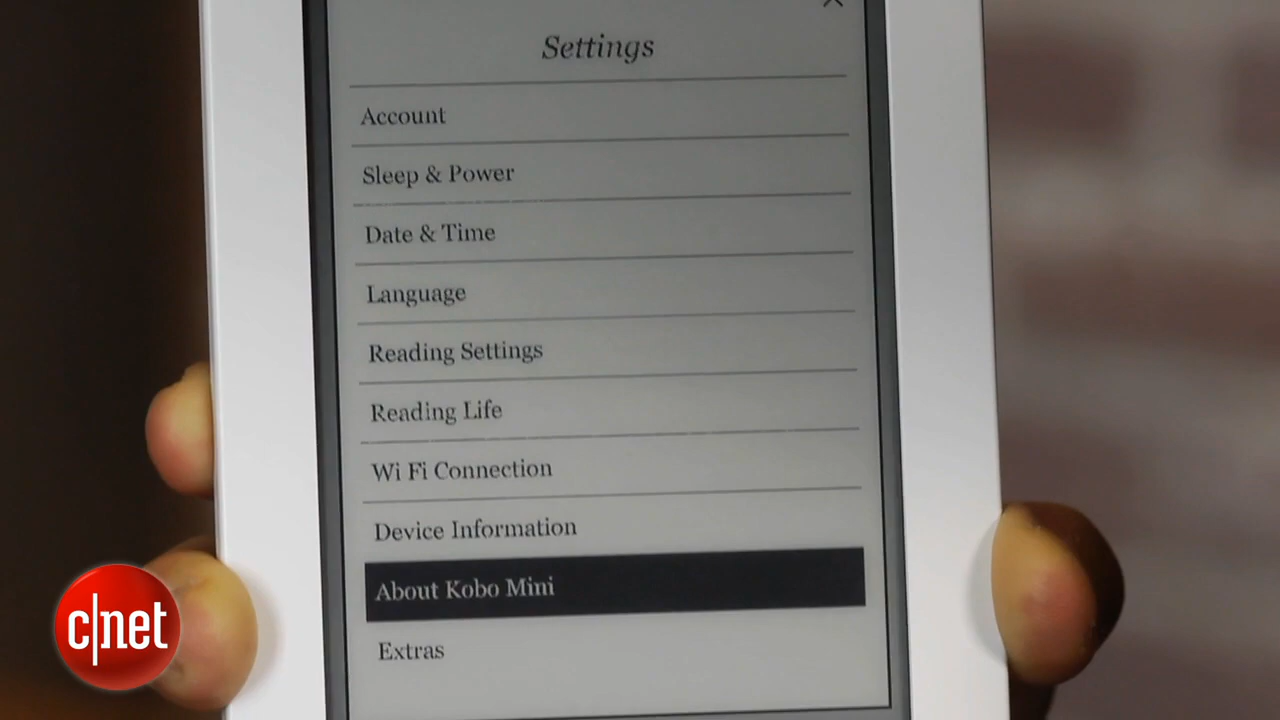 Settings
Account
Sleep & Power
Date & Time
Language
Reading Settings
Reading Life
Wi Fi Connection
Device Information
About Kobo Mini
Extras
c|net